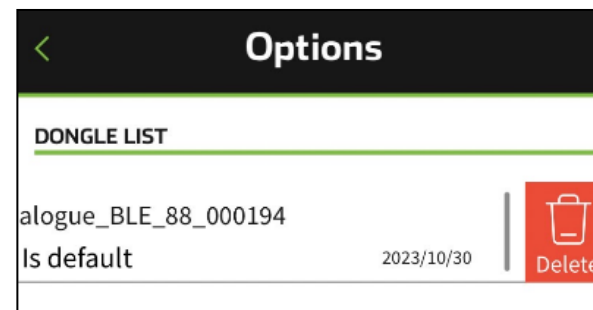 Options
DONGLE LIST
alogue_BLE_88_000194
Is default 2023/10/30
Delete